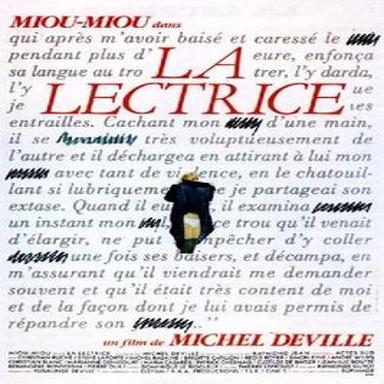 MIOU-MIOU dans
qui après m'avoir baisé et caressé le
pendant plus d' LA eure, enfonça
sa langue au tro trer, l'y darda,
l'y LECTRICE ue
je es
entrailles. Cachant mon d'une main,
il se très voluptueusement de
l'autre et il déchargea en attirant à lui mon
avec tant de vi ence, en le chatouil-
lant si lubriqueme e je partageai son
extase. Quand il eu , il examina
un instant mon ce trou qu'il venait
d'élargir, ne put mpêcher d'y coller
une fois ses baisers, et décampa, en
m'assurant qu'il viendrait me demander
souvent et qu'il était très content de moi
et de la façon dont je lui avais permis de
répandre son ..."
un film de MICHEL DEVILLE